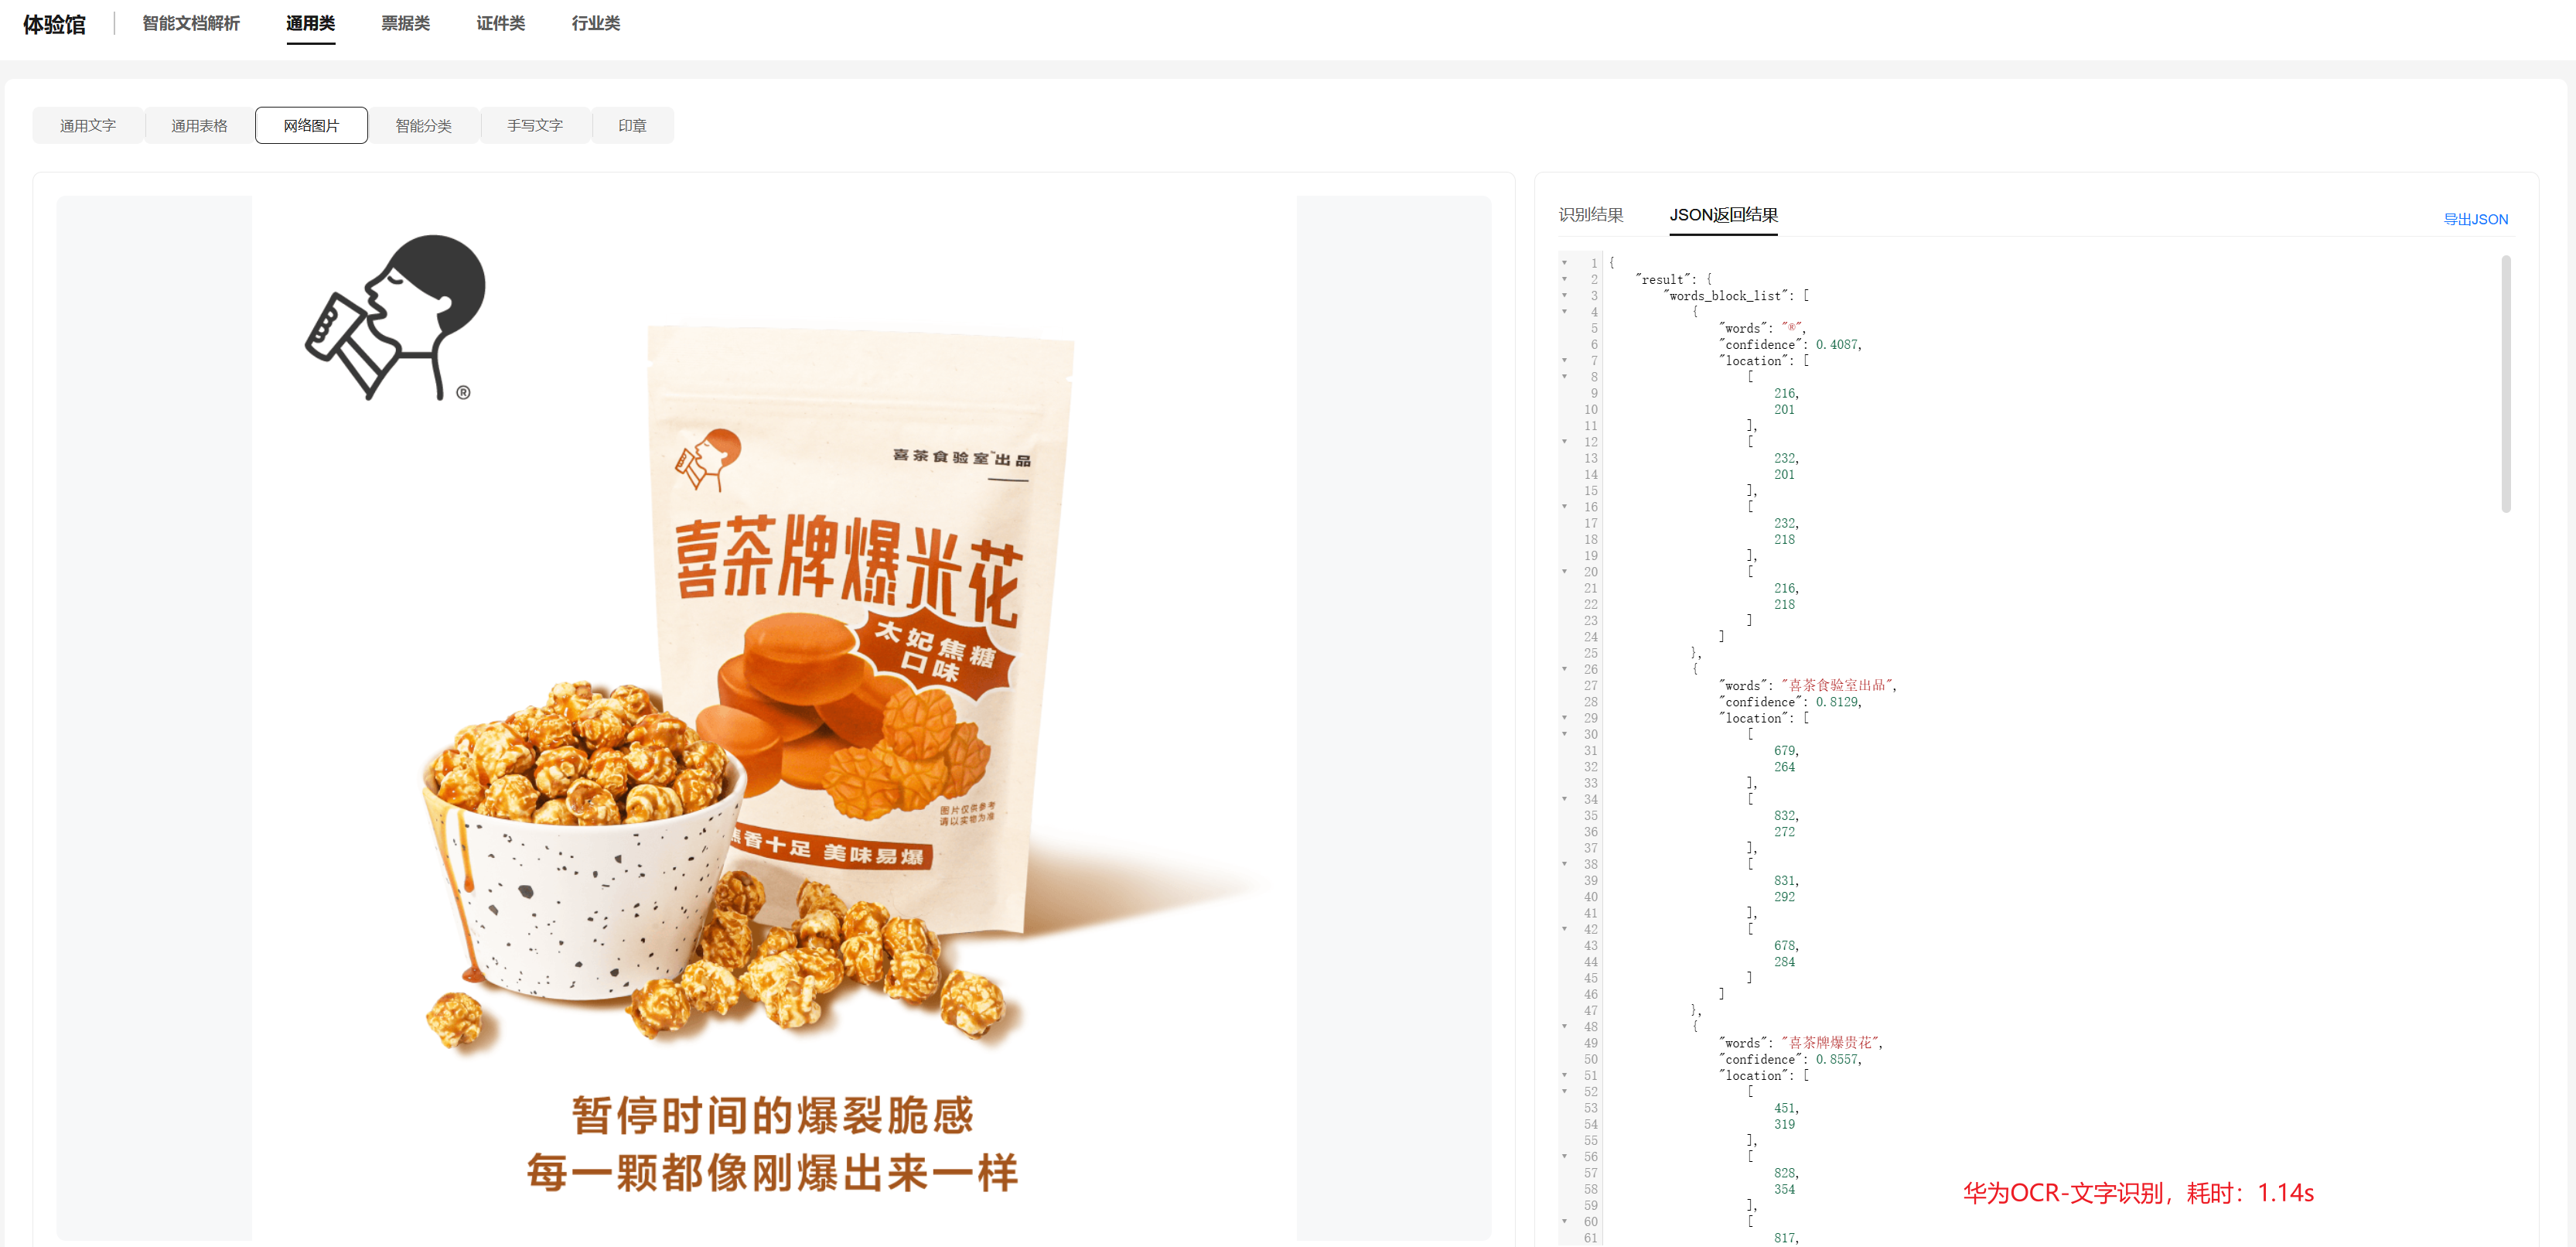 体验馆 智能文档解析 通用类 票据类 证件类 行业类
通用文字 通用表格 网络图片 智能分类 手写文字 印章
®
喜茶食验室™出品
喜茶牌爆米花
太妃焦糖
口味
图片仅供参考
请以实物为准
焦香十足 美味易爆
暂停时间的爆裂脆感
每一颗都像刚爆出来一样
识别结果 JSON返回结果 导出JSON
1 {
2 "result": {
3 "words_block_list": [
4 {
5 "words": "®",
6 "confidence": 0.4087,
7 "location": [
8 [
9 216,
10 201
11 ],
12 [
13 232,
14 201
15 ],
16 [
17 232,
18 218
19 ],
20 [
21 216,
22 218
23 ]
24 ]
25 },
26 {
27 "words": "喜茶食验室出品",
28 "confidence": 0.8129,
29 "location": [
30 [
31 679,
32 264
33 ],
34 [
35 832,
36 272
37 ],
38 [
39 831,
40 292
41 ],
42 [
43 678,
44 284
45 ]
46 ]
47 },
48 {
49 "words": "喜茶牌爆贵花",
50 "confidence": 0.8557,
51 "location": [
52 [
53 451,
54 319
55 ],
56 [
57 828,
58 354
59 ],
60 [
61 817,
华为OCR-文字识别，耗时：1.14s